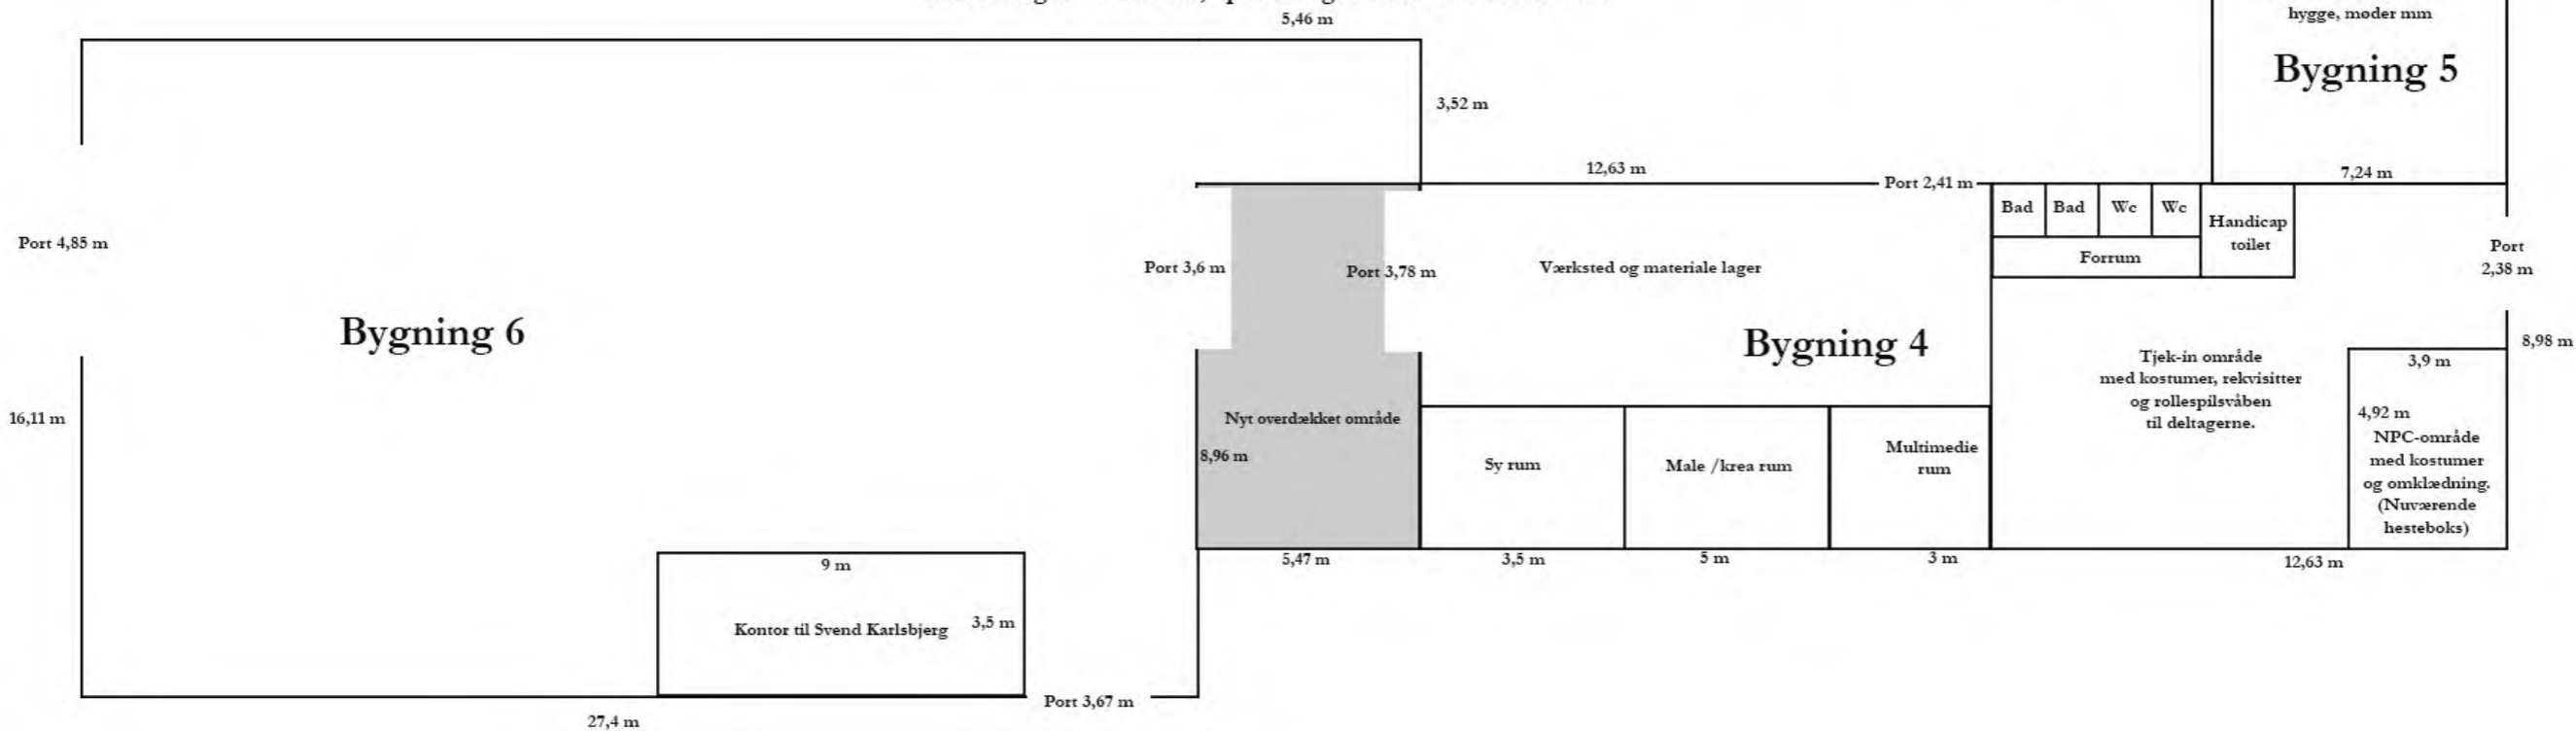 5,46 m
hygge, møder mm
Bygning 5
3,52 m
12,63 m
7,24 m
Port 2,41 m
Bad
Bad
Wc
Wc
Handicap
toilet
Forrum
Port 4,85 m
Port 3,6 m
Port 3,78 m
Værksted og materiale lager
Port
2,38 m
Bygning 6
Bygning 4
8,98 m
Tjek-in område
med kostumer, rekvisitter
og rollespilsvåben
til deltagerne.
3,9 m
4,92 m
NPC-område
med kostumer
og omklædning.
(Nuværende
hesteboks)
16,11 m
Nyt overdækket område
8,96 m
Sy rum
Male /krea rum
Multimedie
rum
5,47 m
3,5 m
5 m
3 m
12,63 m
9 m
Kontor til Svend Karlsbjerg
3,5 m
Port 3,67 m
27,4 m